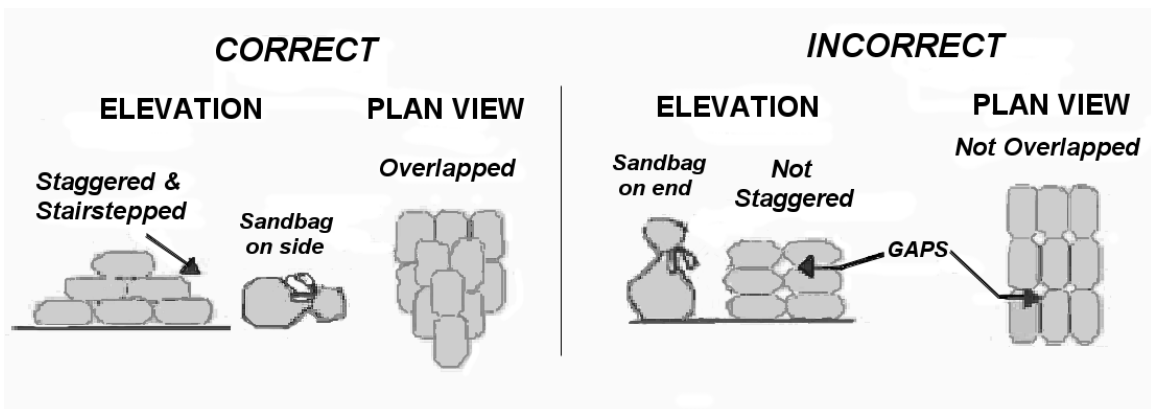 CORRECT
ELEVATION
PLAN VIEW
Staggered &
Stairstepped
Sandbag
on side
Overlapped
INCORRECT
ELEVATION
PLAN VIEW
Sandbag
on end
Not
Staggered
Not Overlapped
GAPS